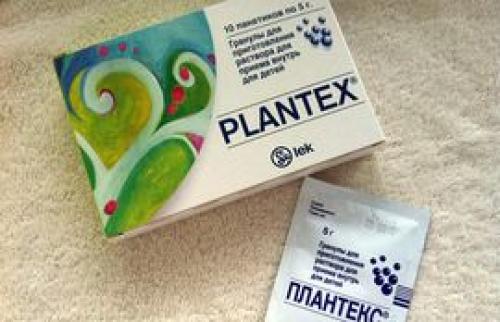 10 пакетиков по 5 г.
Гранулы для
приготовления
раствора для
приема внутрь
для детей
PLANTEX®
lek
5 г
Гранулы для
приготовления
раствора для
приема внутрь
для детей
ПЛАНТЕКС®